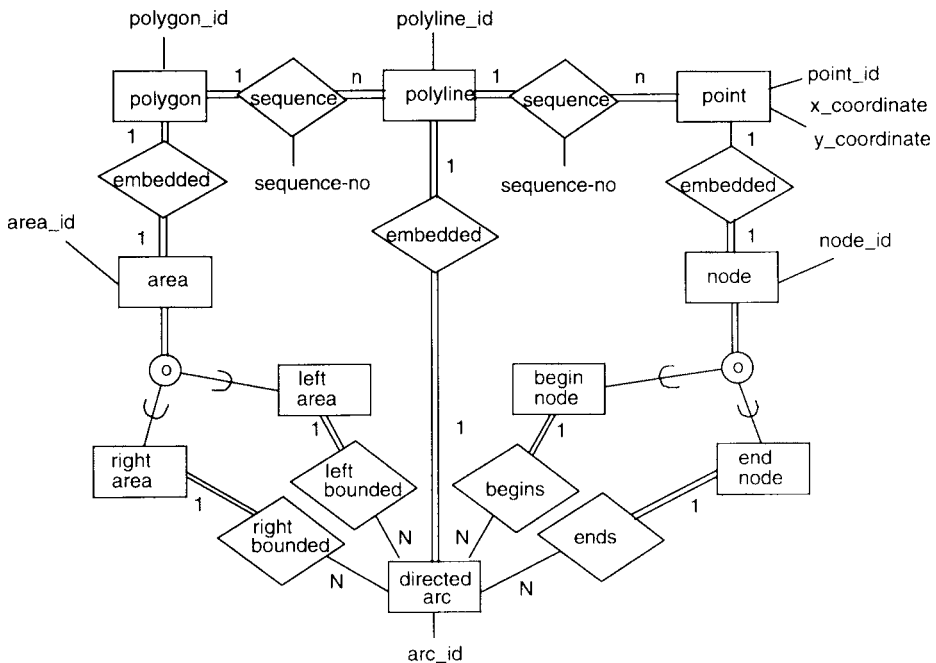 polygon_id
polyline_id
1
n
1
n
polygon
sequence
polyline
sequence
point
point_id
x_coordinate
y_coordinate
1
1
1
sequence-no
sequence-no
embedded
embedded
embedded
area_id
1
1
node_id
area
node
o
o
left
area
begin
node
1
1
1
right
area
left
bounded
begins
end
node
1
1
right
bounded
N
N
ends
N
N
directed
arc
arc_id